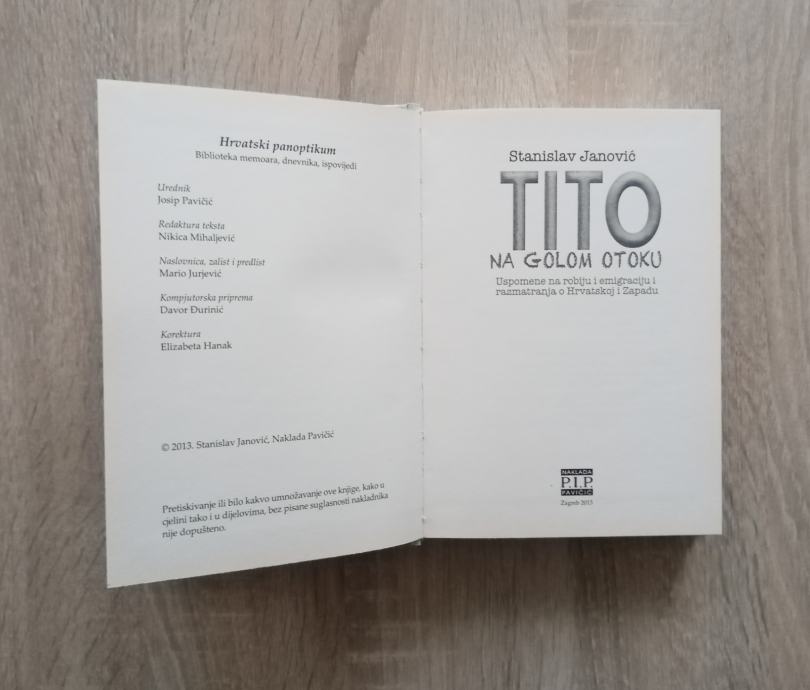 Hrvatski panoptikum
Biblioteka memoara, dnevnika, ispovijedi
Urednik
Josip Pavičić
Redaktura teksta
Nikica Mihaljević
Naslovnica, zalist i predlist
Mario Jurjević
Kompjutorska priprema
Davor Đurinić
Korektura
Elizabeta Hanak
© 2013. Stanislav Janović, Naklada Pavičić
Pretiskivanje ili bilo kakvo umnožavanje ove knjige, kako u
cjelini tako i u dijelovima, bez pisane suglasnosti nakladnika
nije dopušteno.
Stanislav Janović
TITO
NA GOLOM OTOKU
Uspomene na robiju i emigraciju i
razmatranja o Hrvatskoj i Zapadu
NAKLADA
P.I.P.
PAVIČIĆ
Zagreb 2013